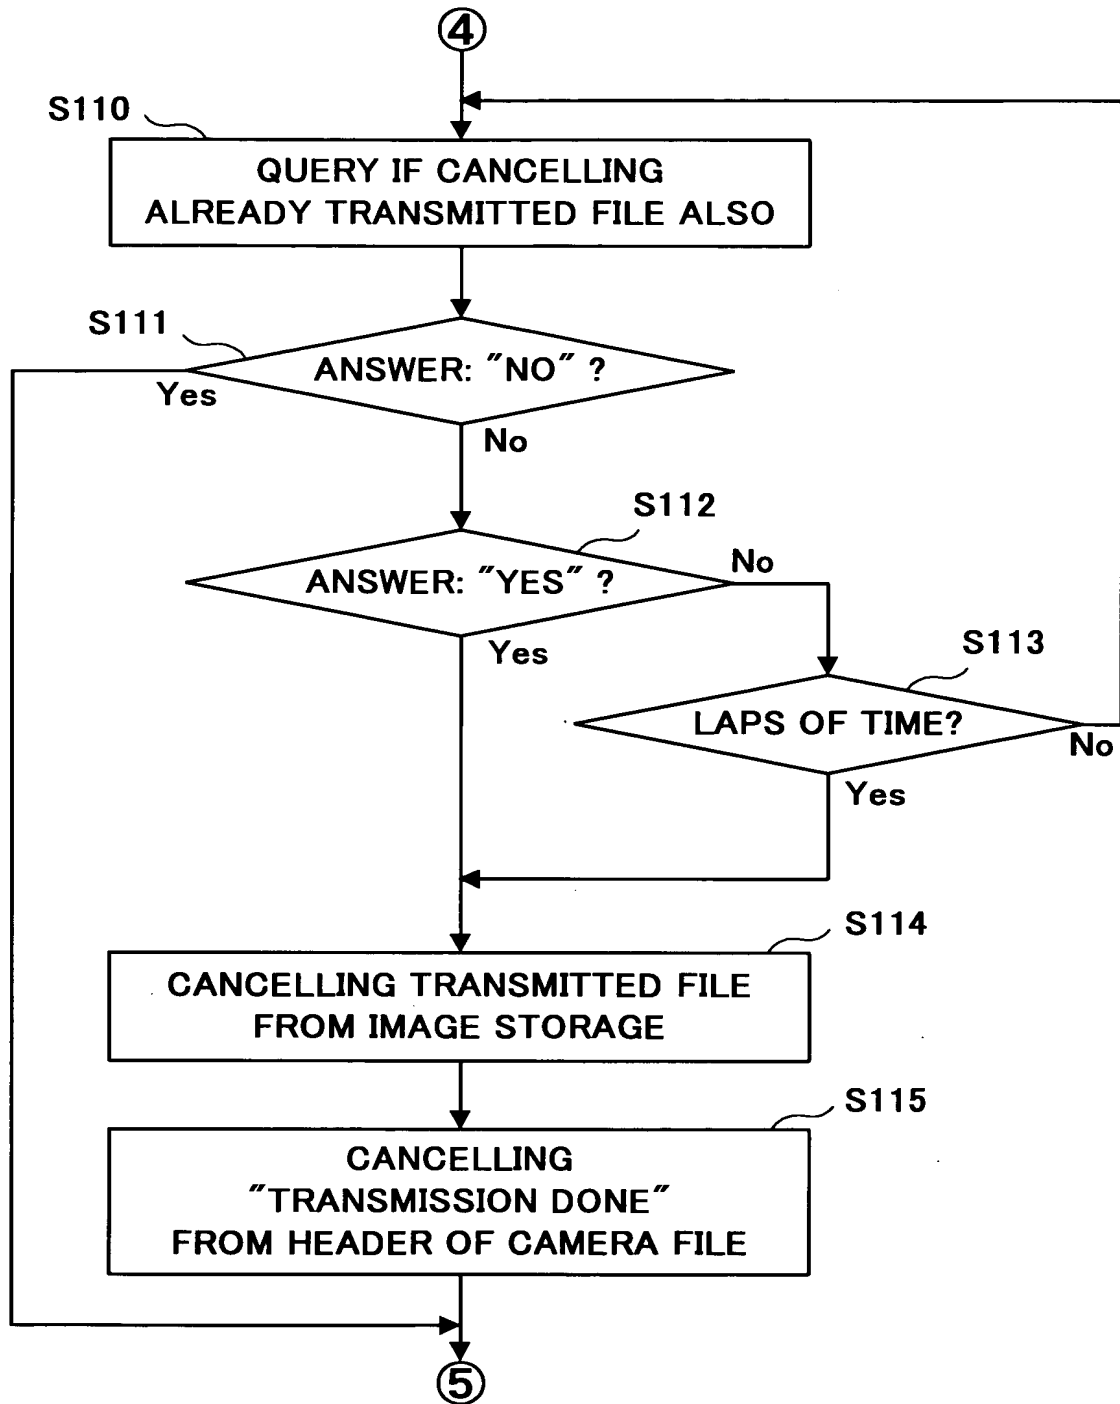 ④
S110
QUERY IF CANCELLING
ALREADY TRANSMITTED FILE ALSO
S111
ANSWER: "NO" ?
Yes
No
S112
ANSWER: "YES" ?
No
Yes
S113
LAPS OF TIME?
No
Yes
S114
CANCELLING TRANSMITTED FILE
FROM IMAGE STORAGE
S115
CANCELLING
"TRANSMISSION DONE"
FROM HEADER OF CAMERA FILE
⑤